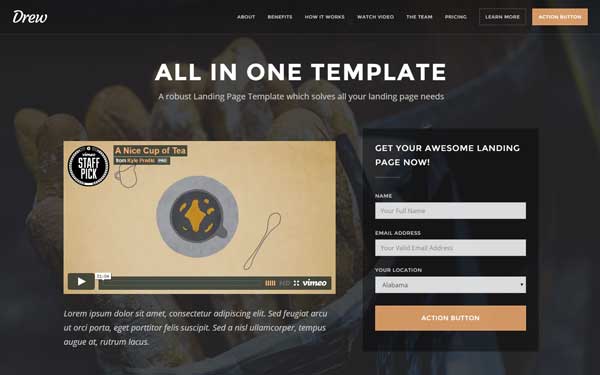 Drew
ABOUT BENEFITS HOW IT WORKS WATCH VIDEO THE TEAM PRICING LEARN MORE ACTION BUTTON
ALL IN ONE TEMPLATE
A robust Landing Page Template which solves all your landing page needs
vimeo
STAFF
PICK
A Nice Cup of Tea
from Kyle Predki PRO
01:04
HD vimeo
Lorem ipsum dolor sit amet, consectetur adipiscing elit. Sed feugiat arcu
ut orci porta, eget porttitor felis suscipit. Sed a nisl ullamcorper, tempus
augue at, rutrum lacus.
GET YOUR AWESOME LANDING
PAGE NOW!
NAME
Your Full Name
EMAIL ADDRESS
Your Valid Email Address
YOUR LOCATION
Alabama
ACTION BUTTON